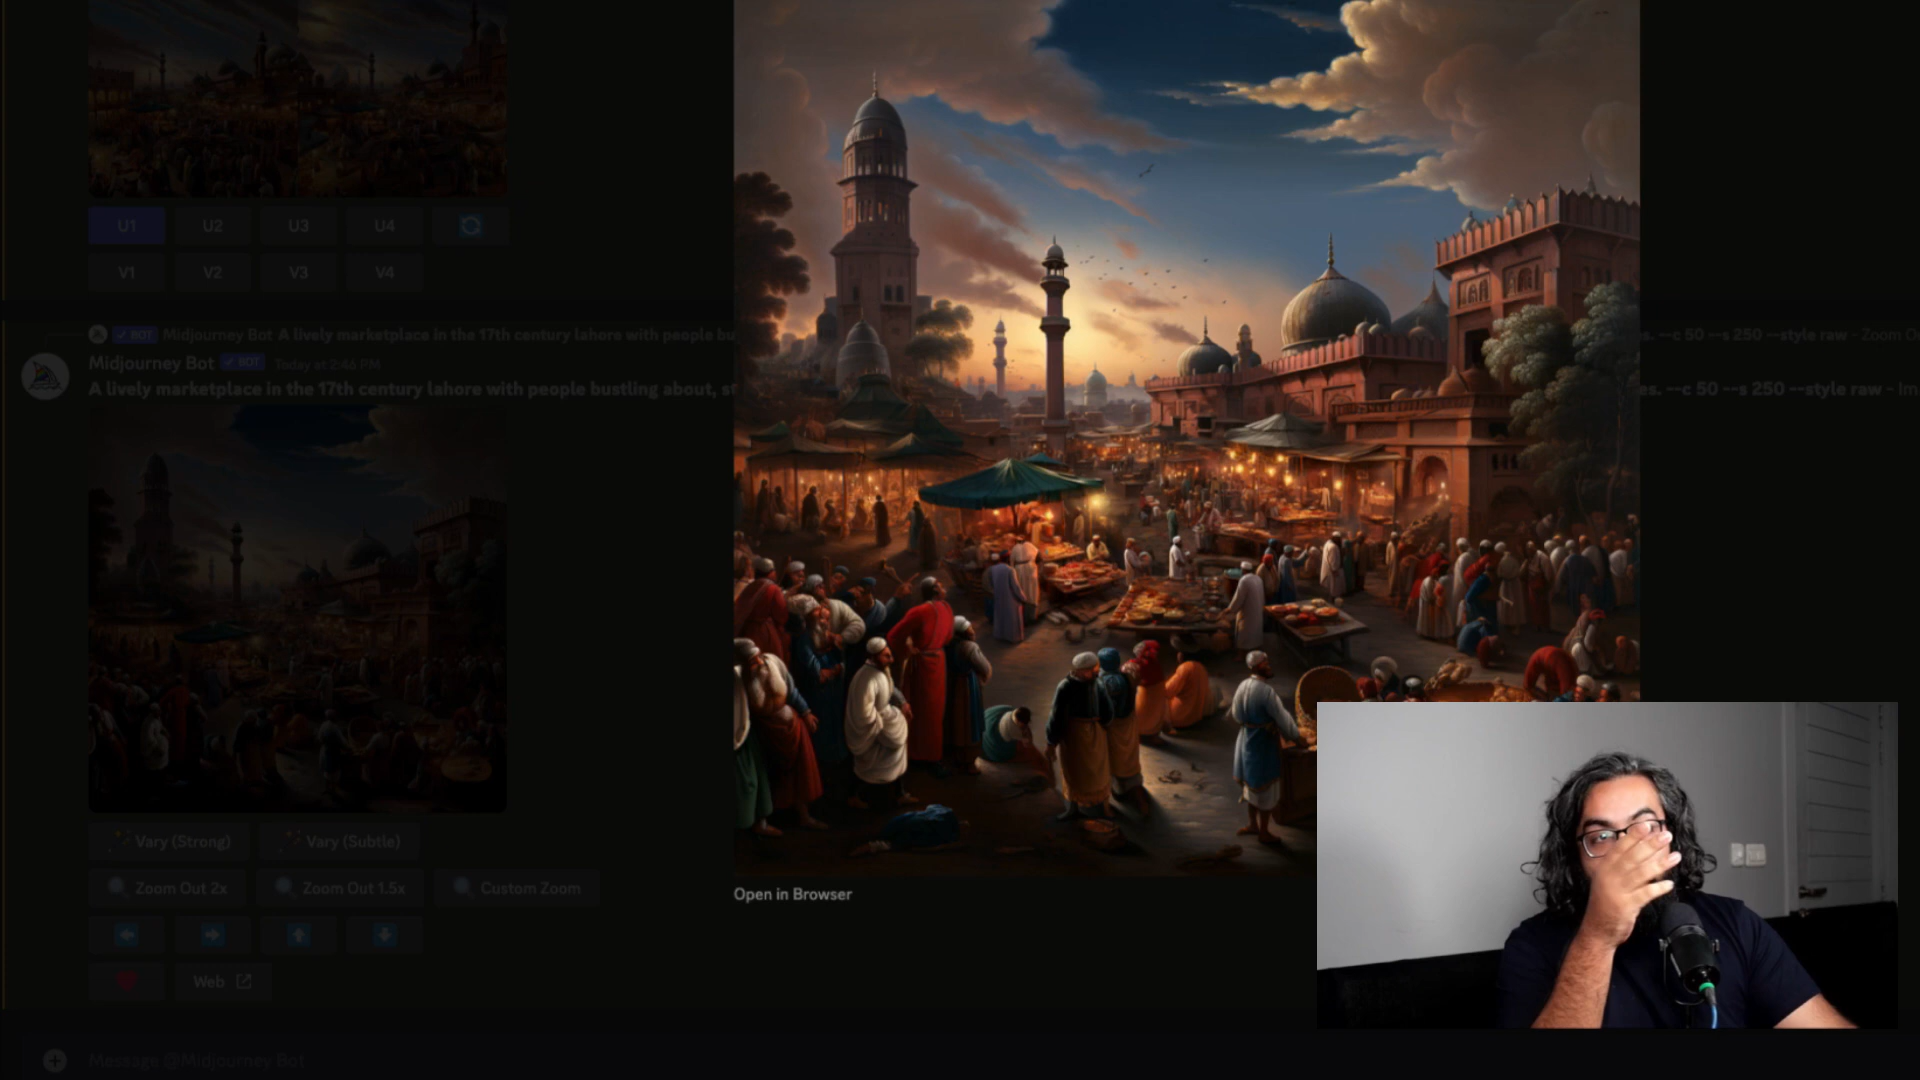 U1 U2 U3 U4
V1 V2 V3 V4
BOT Midjourney Bot A lively marketplace in the 17th century lahore with people bu
s. --c 50 --s 250 --style raw - Zoom O
Midjourney Bot BOT Today at 2:46 PM
A lively marketplace in the 17th century lahore with people bustling about, st
es. --c 50 --s 250 --style raw - Im
Vary (Strong) Vary (Subtle)
Zoom Out 2x Zoom Out 1.5x Custom Zoom
Web
Open in Browser
Message @Midjourney Bot